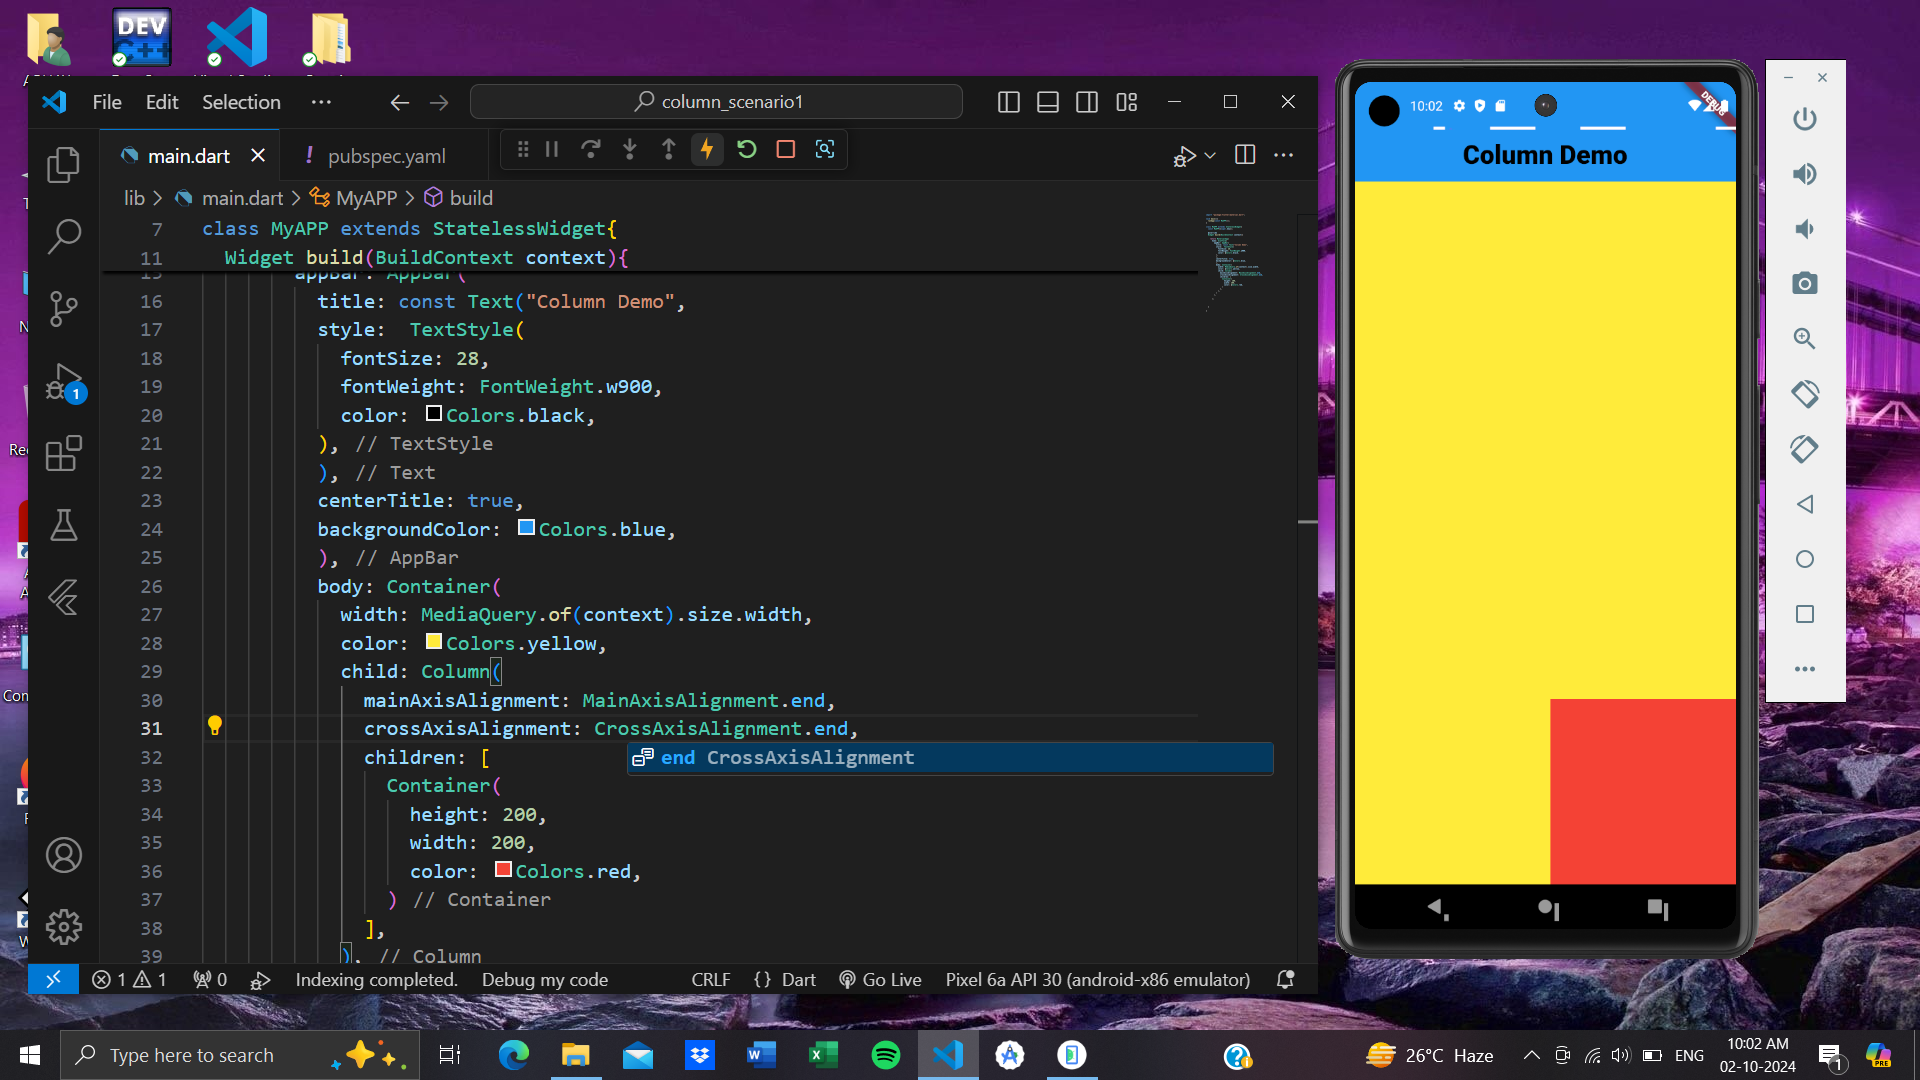 DEV
C++
File Edit Selection ···
column_scenario1
main.dart
! pubspec.yaml
lib > main.dart > MyAPP > build
7 class MyAPP extends StatelessWidget{
11 Widget build(BuildContext context){
15 appBar: AppBar(
16 title: const Text("Column Demo",
17 style:  TextStyle(
18 fontSize: 28,
19 fontWeight: FontWeight.w900,
20 color: Colors.black,
21 ), // TextStyle
22 ), // Text
23 centerTitle: true,
24 backgroundColor: Colors.blue,
25 ), // AppBar
26 body: Container(
27 width: MediaQuery.of(context).size.width,
28 color: Colors.yellow,
29 child: Column(
30 mainAxisAlignment: MainAxisAlignment.end,
31 crossAxisAlignment: CrossAxisAlignment.end,
end CrossAxisAlignment
32 children: [
33 Container(
34 height: 200,
35 width: 200,
36 color: Colors.red,
37 ) // Container
38 ],
39 ), // Column
1
1 1 0 Indexing completed. Debug my code CRLF {} Dart Go Live Pixel 6a API 30 (android-x86 emulator)
10:02
DEBUG
Column Demo
Type here to search
26°C Haze
ENG
10:02 AM
02-10-2024
1
PRE